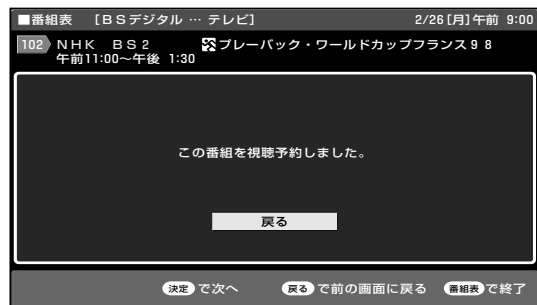 ■番組表 [BSデジタル … テレビ] 2/26[月]午前 9:00
102 NHK BS2 プレーバック・ワールドカップフランス98
午前11:00～午後 1:30
この番組を視聴予約しました。
戻る
決定 で次へ 戻る で前の画面に戻る 番組表 で終了